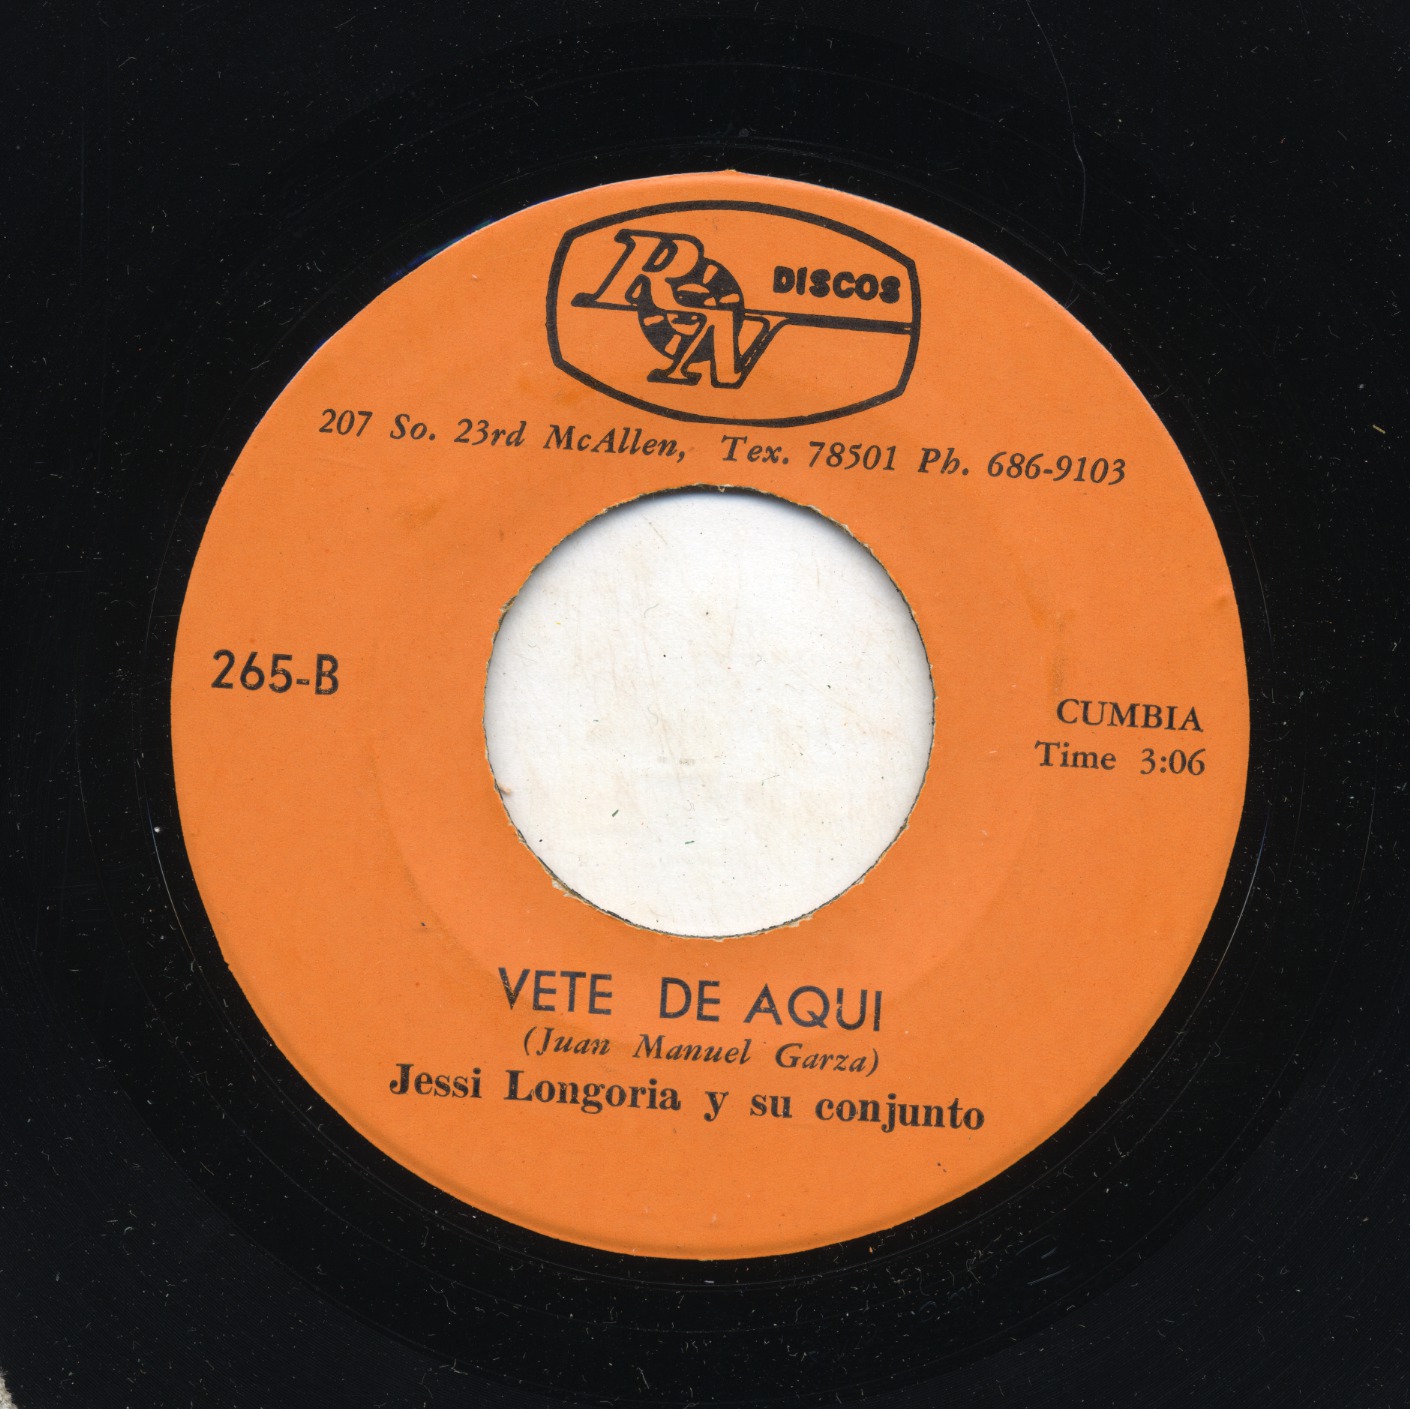 RyN DISCOS
207 So. 23rd McAllen, Tex. 78501 Ph. 686-9103
265-B
CUMBIA
Time 3:06
VETE DE AQUI
(Juan Manuel Garza)
Jessi Longoria y su conjunto